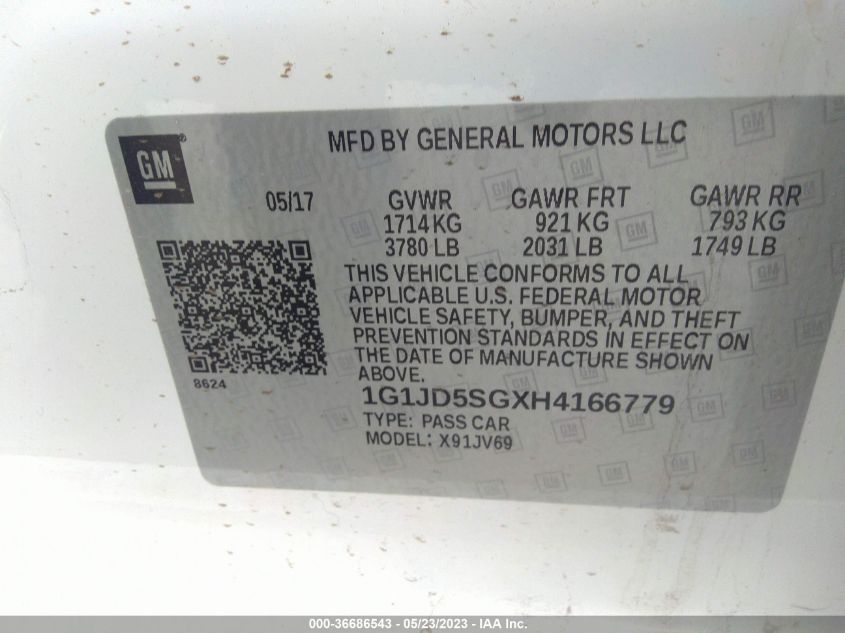 MFD BY GENERAL MOTORS LLC
GM®
05/17 GVWR GAWR FRT GAWR RR
1714 KG 921 KG 793 KG
3780 LB 2031 LB 1749 LB
THIS VEHICLE CONFORMS TO ALL
APPLICABLE U.S. FEDERAL MOTOR
VEHICLE SAFETY, BUMPER, AND THEFT
PREVENTION STANDARDS IN EFFECT ON
THE DATE OF MANUFACTURE SHOWN
ABOVE.
8624
1G1JD5SGXH4166779
TYPE: PASS CAR
MODEL: X91JV69
000-36686543 - 05/23/2023 - IAA Inc.